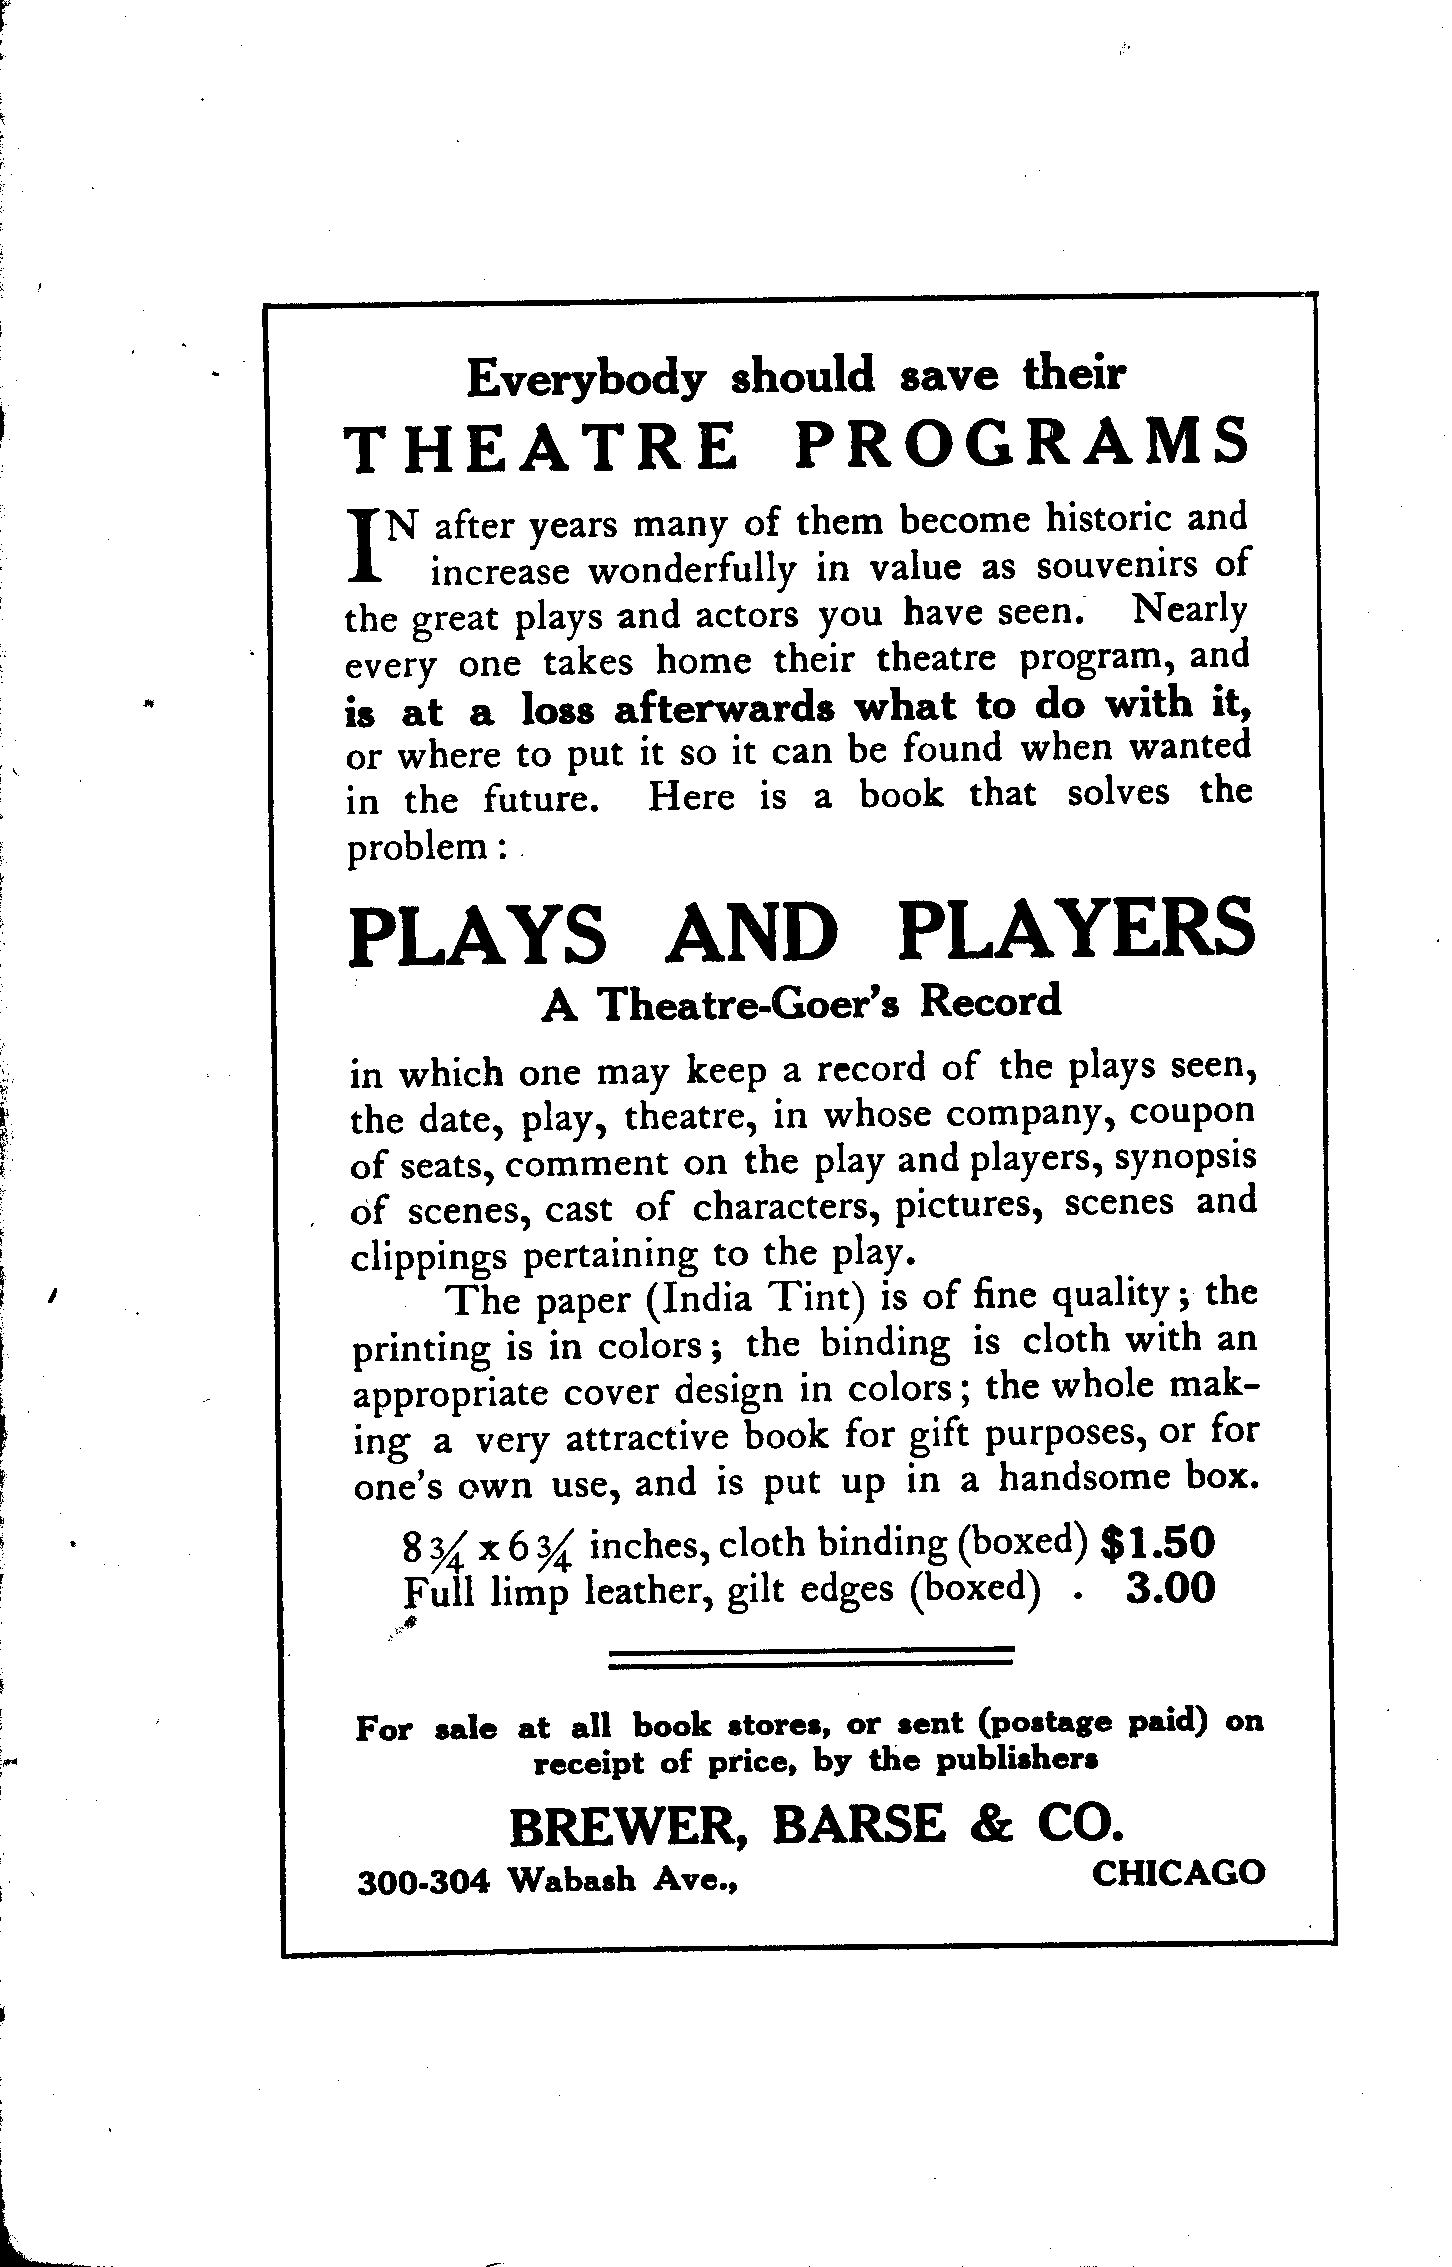 Everybody should save their
THEATRE PROGRAMS
IN after years many of them become historic and
increase wonderfully in value as souvenirs of
the great plays and actors you have seen. Nearly
every one takes home their theatre program, and
is at a loss afterwards what to do with it,
or where to put it so it can be found when wanted
in the future. Here is a book that solves the
problem :
PLAYS AND PLAYERS
A Theatre-Goer's Record
in which one may keep a record of the plays seen,
the date, play, theatre, in whose company, coupon
of seats, comment on the play and players, synopsis
of scenes, cast of characters, pictures, scenes and
clippings pertaining to the play.
The paper (India Tint) is of fine quality ; the
printing is in colors ; the binding is cloth with an
appropriate cover design in colors ; the whole mak-
ing a very attractive book for gift purposes, or for
one's own use, and is put up in a handsome box.
8¾ x 6¾ inches, cloth binding (boxed) $1.50
Full limp leather, gilt edges (boxed) . 3.00
For sale at all book stores, or sent (postage paid) on
receipt of price, by the publishers
BREWER, BARSE & CO.
300-304 Wabash Ave., CHICAGO